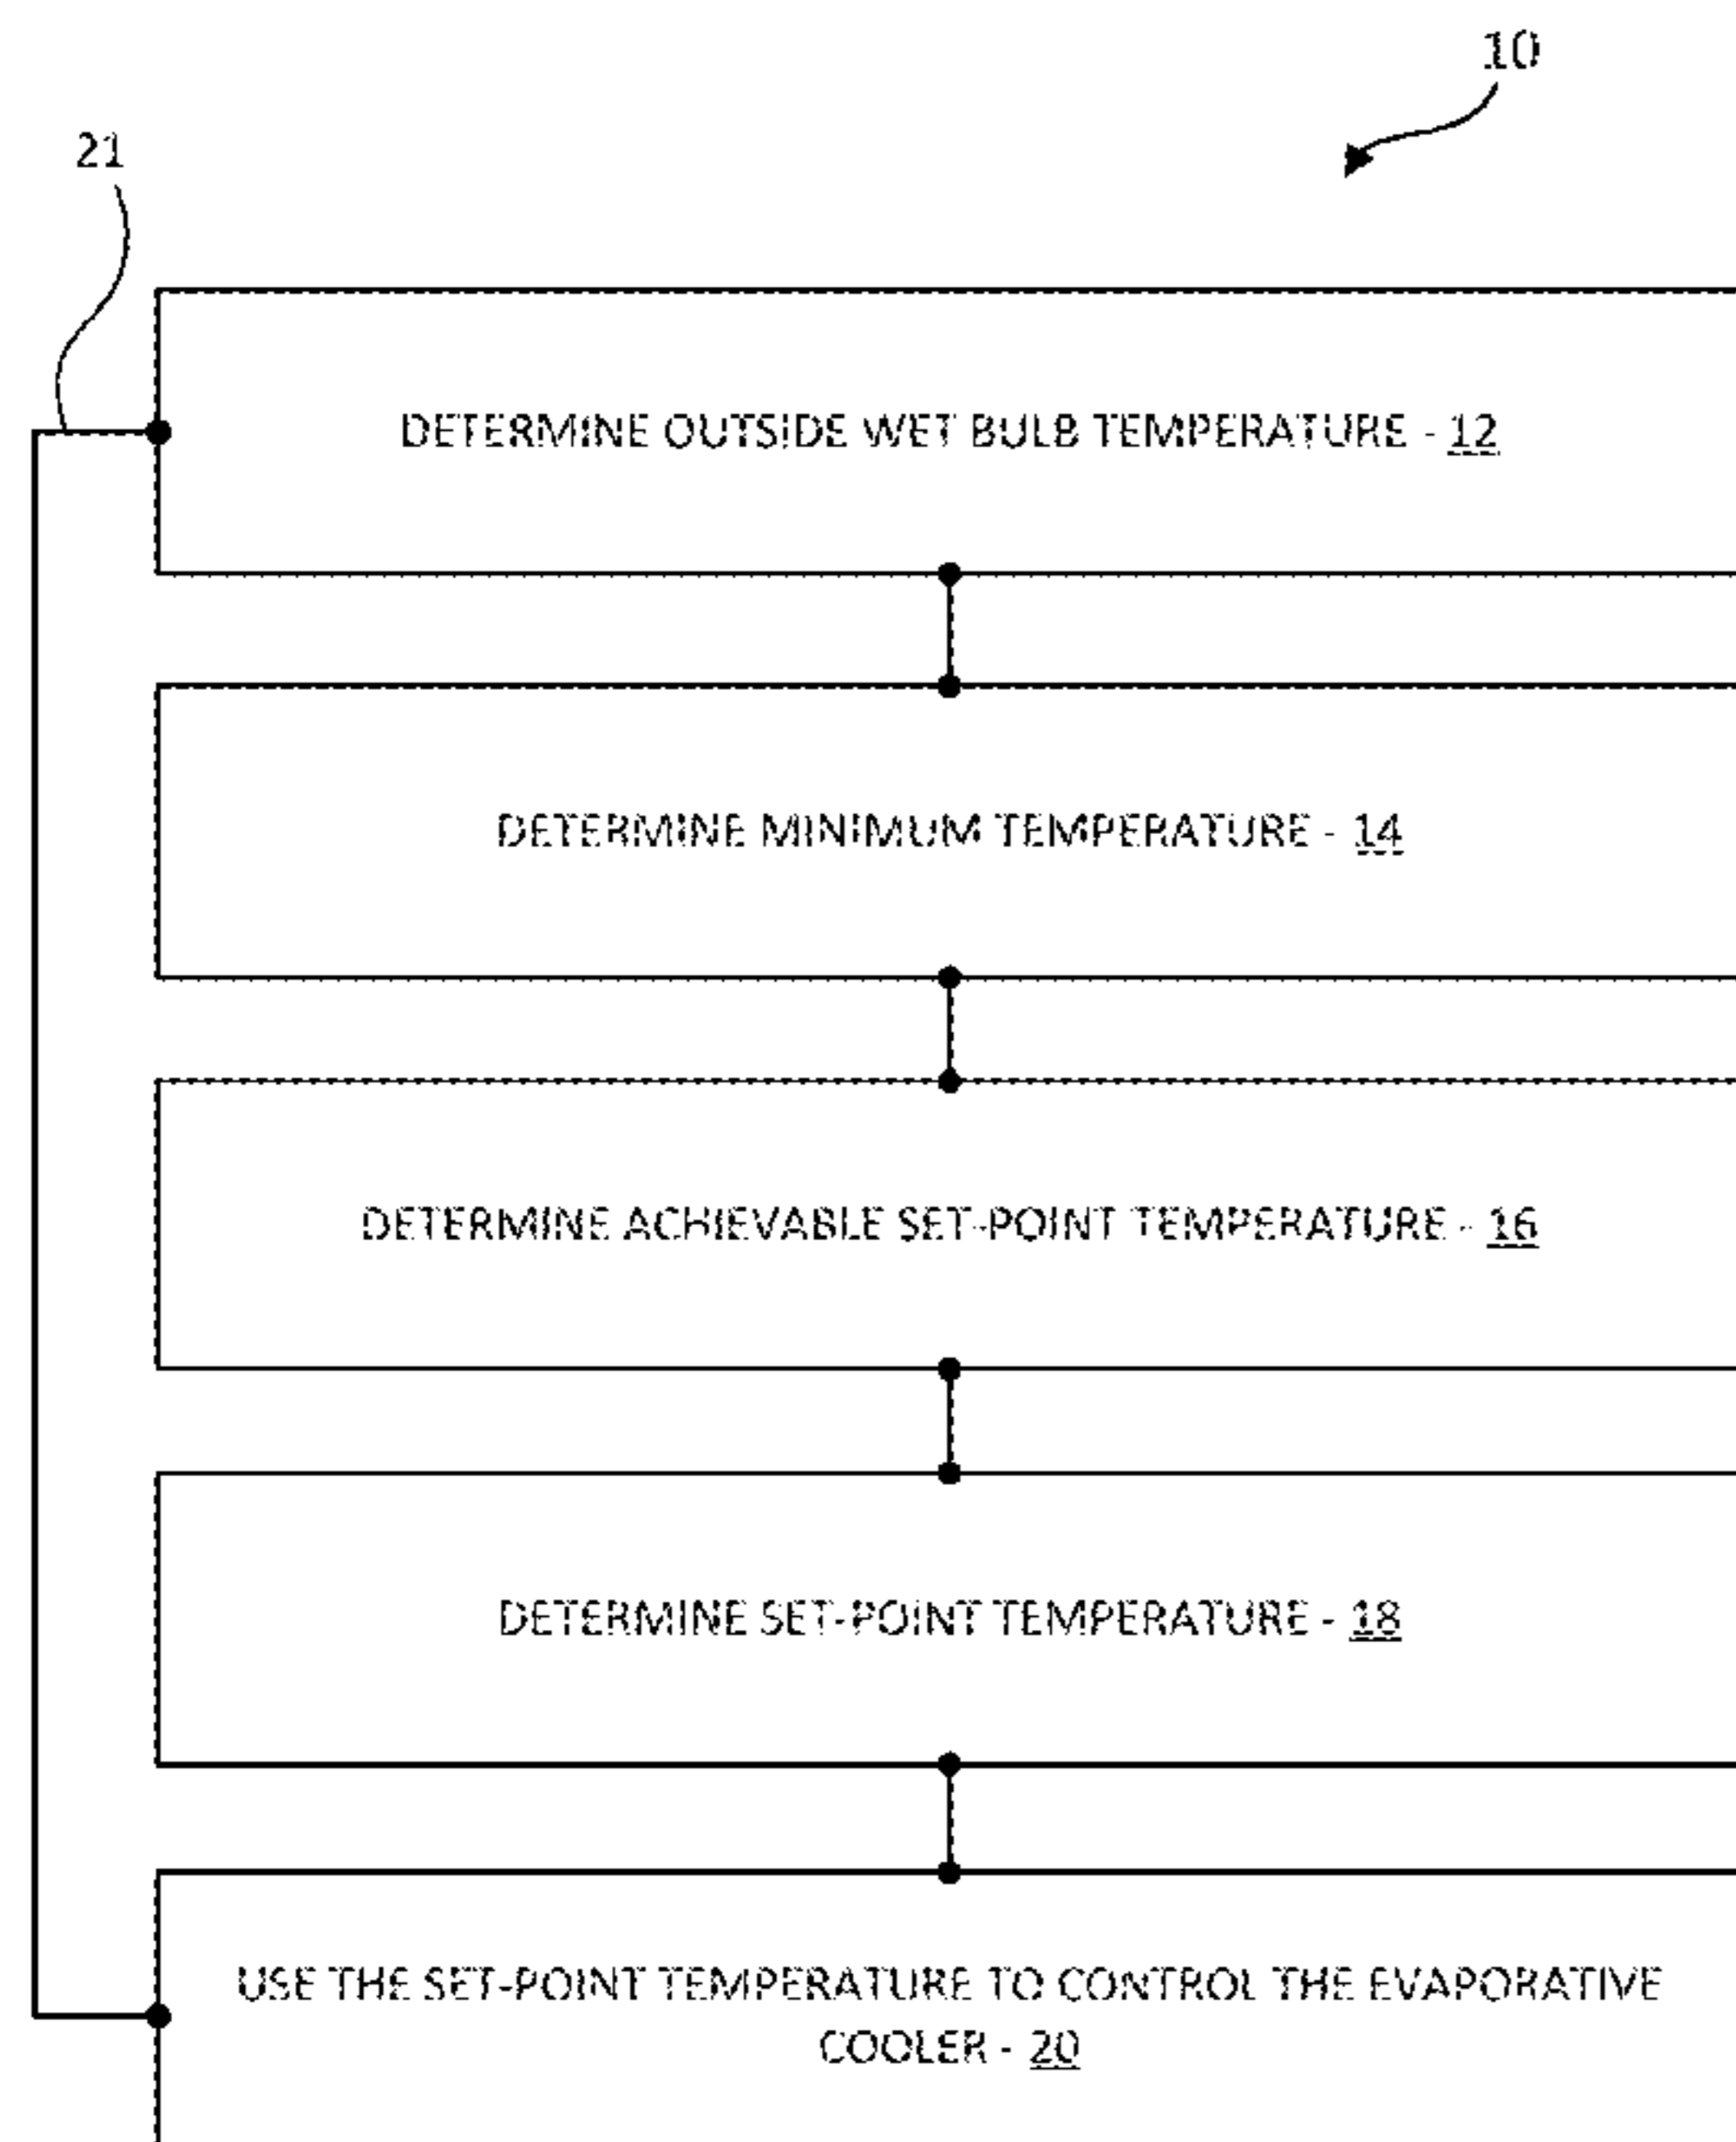 10
21
DETERMINE OUTSIDE WET BULB TEMPERATURE - 12
DETERMINE MINIMUM TEMPERATURE - 14
DETERMINE ACHIEVABLE SET-POINT TEMPERATURE - 16
DETERMINE SET-POINT TEMPERATURE - 18
USE THE SET-POINT TEMPERATURE TO CONTROL THE EVAPORATIVE
COOLER - 20